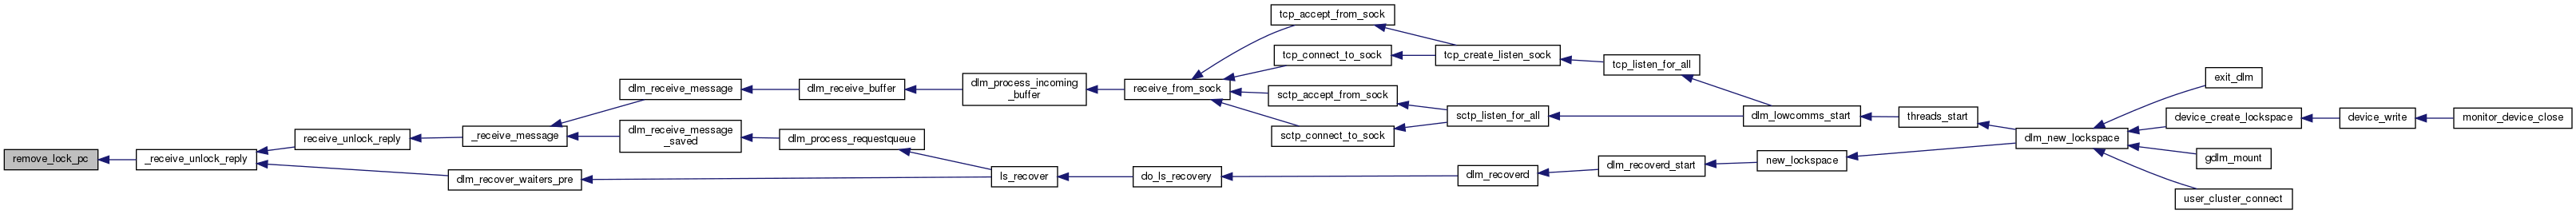 remove_lock_pc
_receive_unlock_reply
receive_unlock_reply
dlm_recover_waiters_pre
_receive_message
dlm_receive_message
dlm_receive_message
_saved
dlm_receive_buffer
dlm_process_requestqueue
dlm_process_incoming
_buffer
ls_recover
receive_from_sock
do_ls_recovery
tcp_accept_from_sock
tcp_connect_to_sock
sctp_accept_from_sock
sctp_connect_to_sock
tcp_create_listen_sock
sctp_listen_for_all
dlm_recoverd
tcp_listen_for_all
dlm_recoverd_start
dlm_lowcomms_start
new_lockspace
threads_start
dlm_new_lockspace
exit_dlm
device_create_lockspace
gdlm_mount
user_cluster_connect
device_write
monitor_device_close